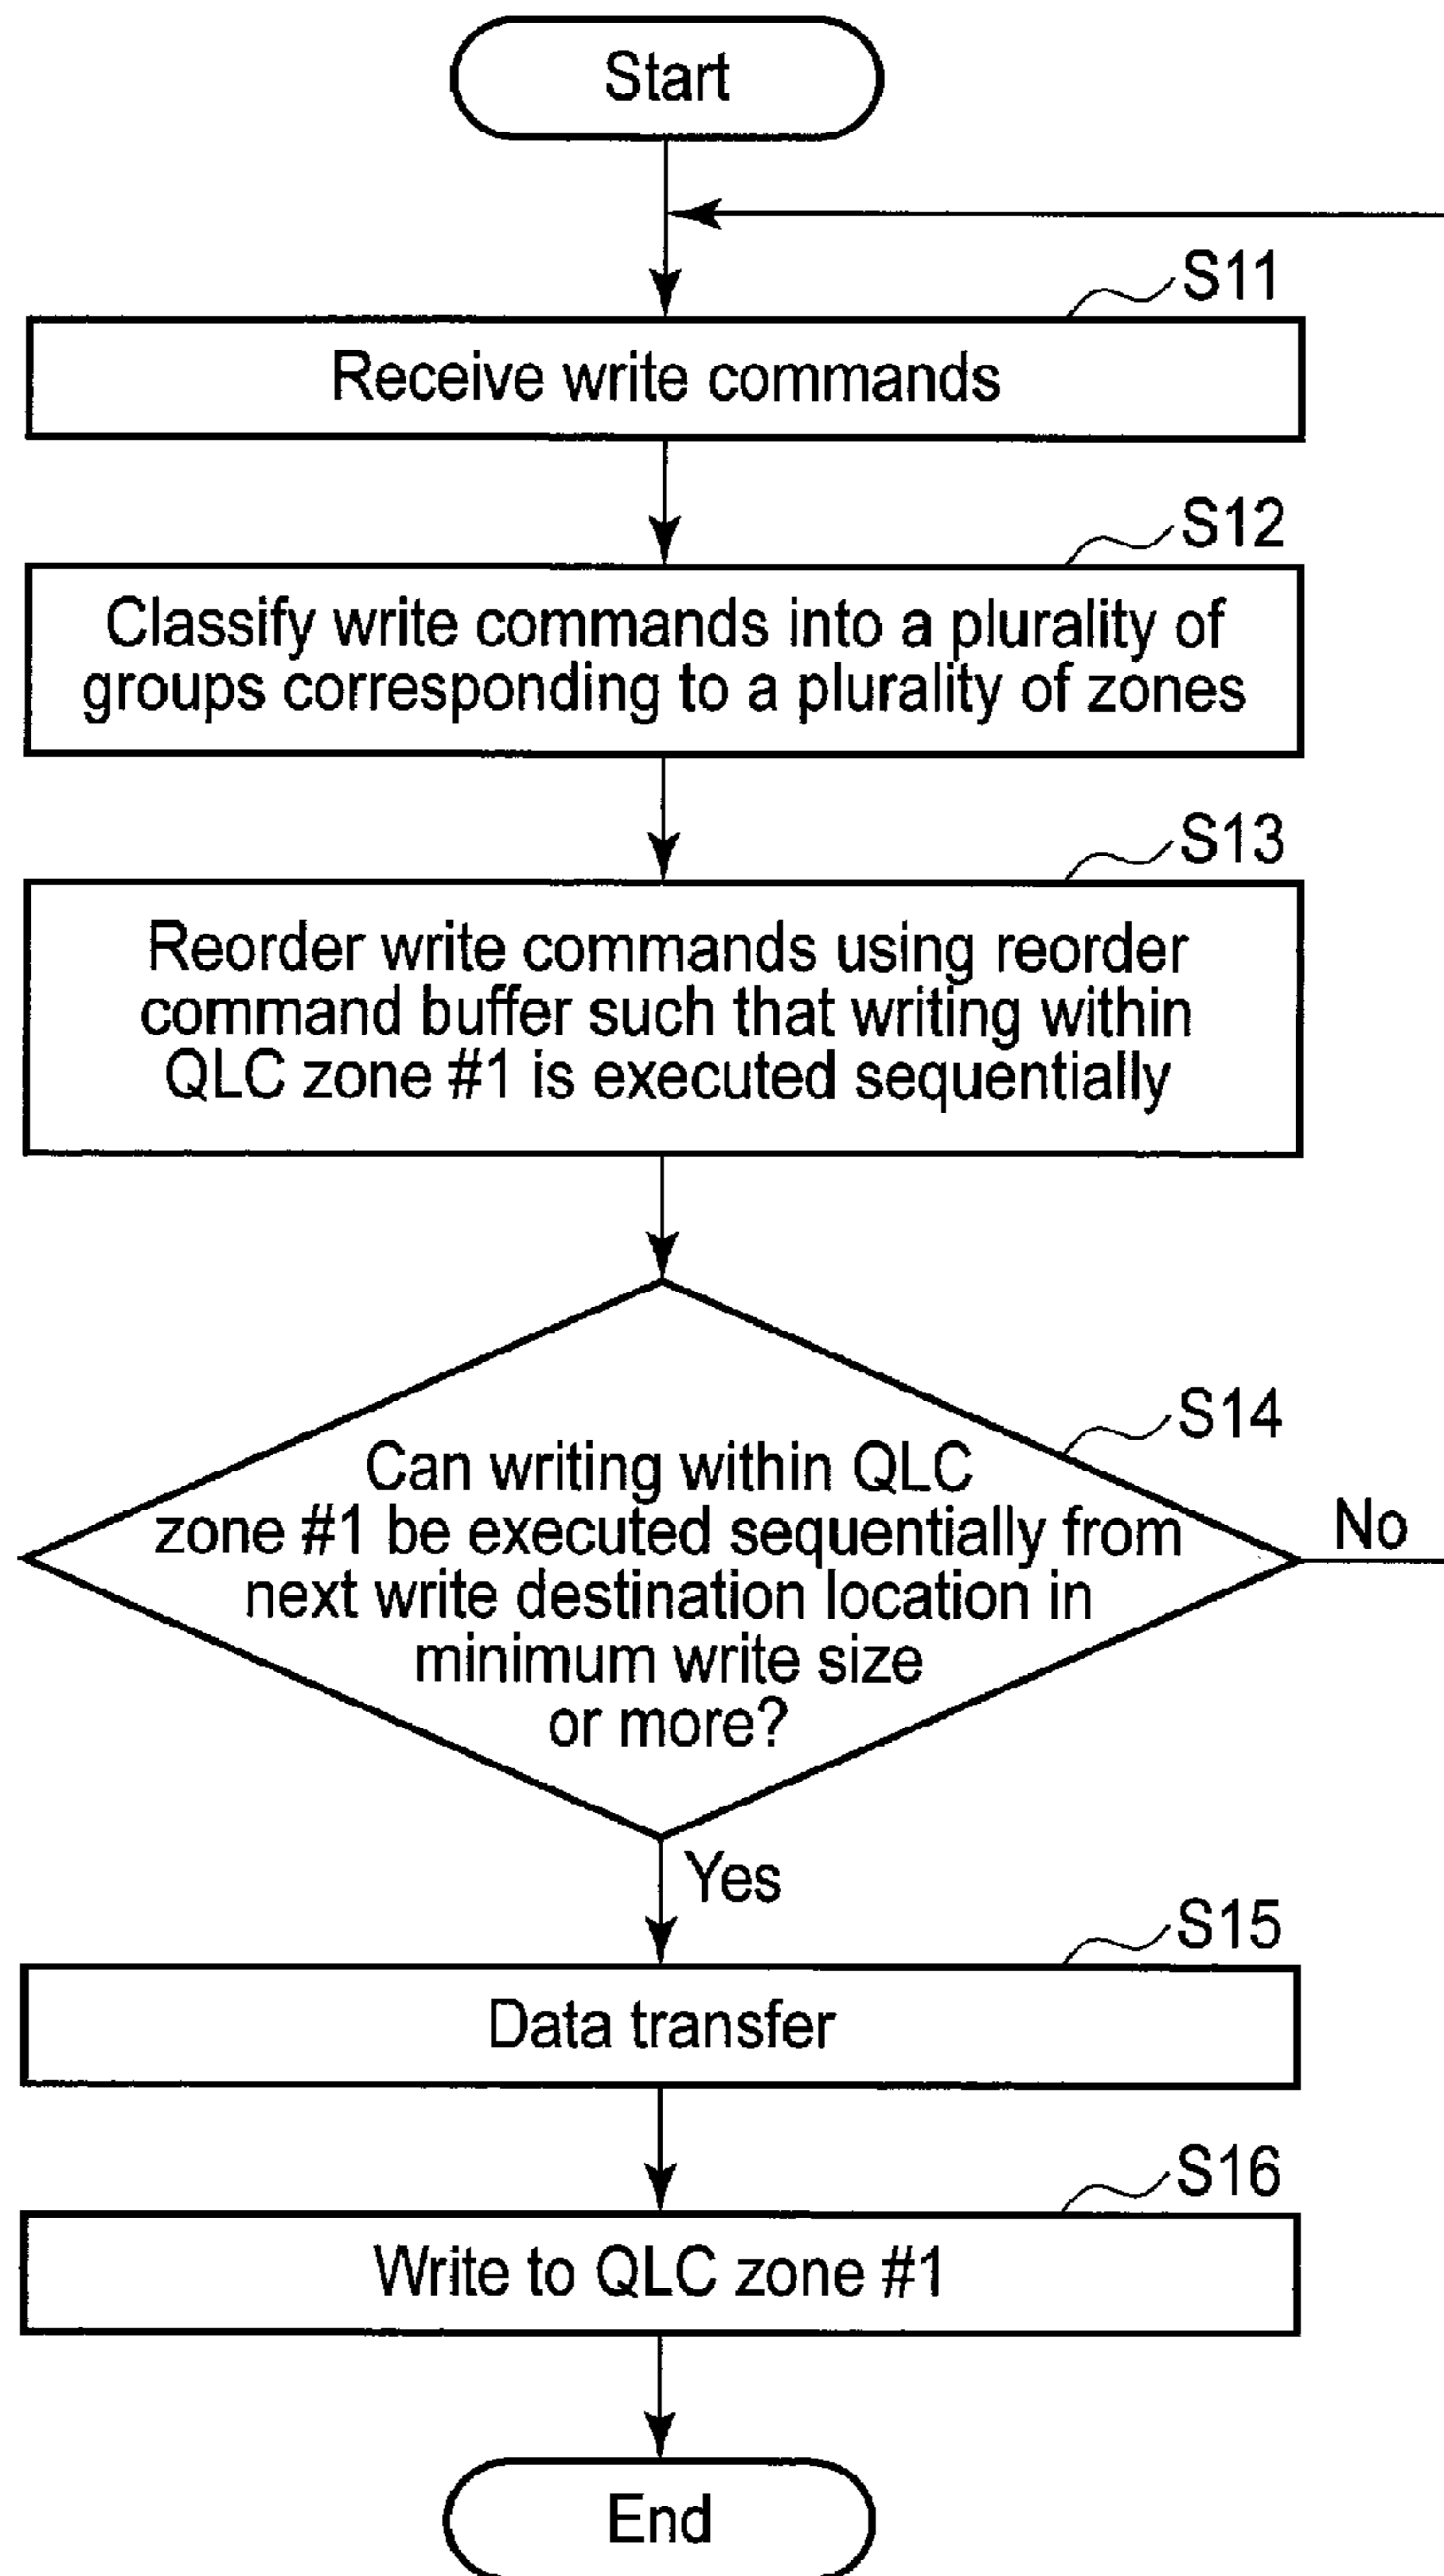 Start
S11
Receive write commands
S12
Classify write commands into a plurality of
groups corresponding to a plurality of zones
S13
Reorder write commands using reorder
command buffer such that writing within
QLC zone #1 is executed sequentially
S14
Can writing within QLC
zone #1 be executed sequentially from
next write destination location in
minimum write size
or more?
No
Yes
S15
Data transfer
S16
Write to QLC zone #1
End